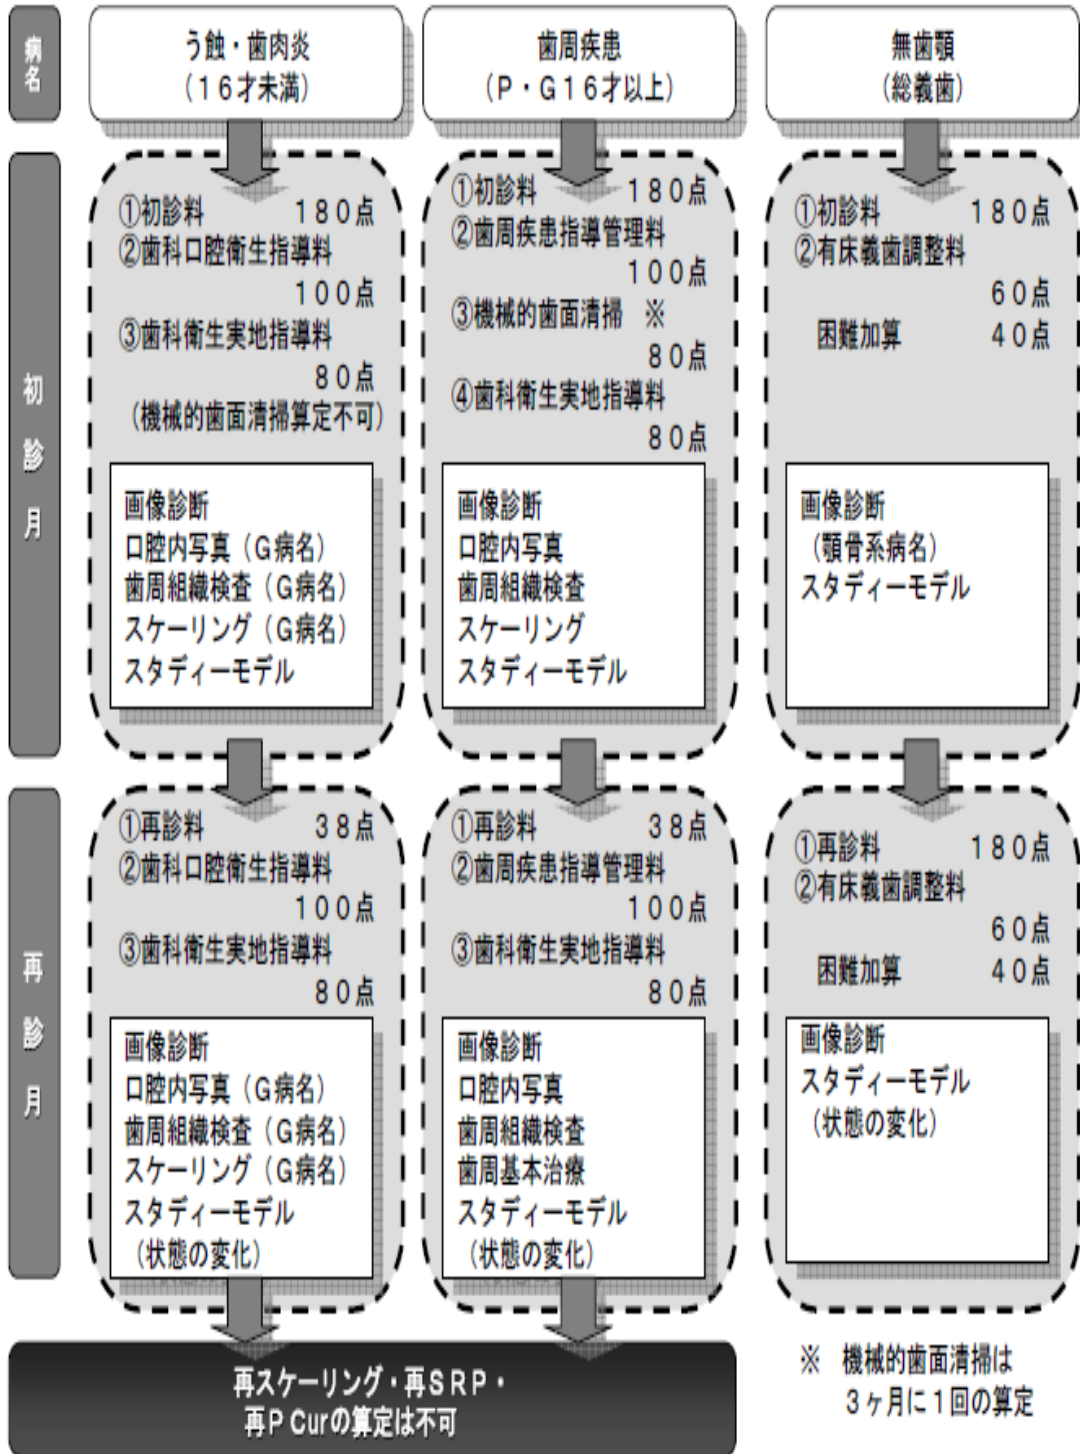 病名
う蝕・歯肉炎
（１６才未満）
歯周疾患
（Ｐ・Ｇ１６才以上）
無歯顎
（総義歯）
初診月
①初診料　１８０点
②歯科口腔衛生指導料
１００点
③歯科衛生実地指導料
８０点
（機械的歯面清掃算定不可）
画像診断
口腔内写真（Ｇ病名）
歯周組織検査（Ｇ病名）
スケーリング（Ｇ病名）
スタディーモデル
①初診料　１８０点
②歯周疾患指導管理料
１００点
③機械的歯面清掃　※
８０点
④歯科衛生実地指導料
８０点
画像診断
口腔内写真
歯周組織検査
スケーリング
スタディーモデル
①初診料　１８０点
②有床義歯調整料
６０点
困難加算　４０点
画像診断
（顎骨系病名）
スタディーモデル
再診月
①再診料　３８点
②歯科口腔衛生指導料
１００点
③歯科衛生実地指導料
８０点
画像診断
口腔内写真（Ｇ病名）
歯周組織検査（Ｇ病名）
スケーリング（Ｇ病名）
スタディーモデル
（状態の変化）
①再診料　３８点
②歯周疾患指導管理料
１００点
③歯科衛生実地指導料
８０点
画像診断
口腔内写真
歯周組織検査
歯周基本治療
スタディーモデル
（状態の変化）
①再診料　１８０点
②有床義歯調整料
６０点
困難加算　４０点
画像診断
スタディーモデル
（状態の変化）
再スケーリング・再ＳＲＰ・
再Ｐ Curの算定は不可
※　機械的歯面清掃は
３ヶ月に１回の算定